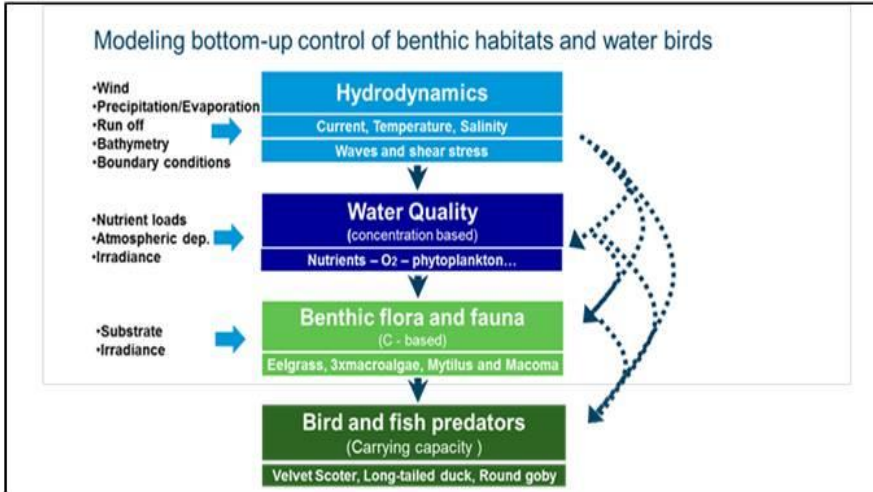 Modeling bottom-up control of benthic habitats and water birds
•Wind
•Precipitation/Evaporation
•Run off
•Bathymetry
•Boundary conditions
Hydrodynamics
Current, Temperature, Salinity
Waves and shear stress
•Nutrient loads
•Atmospheric dep.
•Irradiance
Water Quality
(concentration based)
Nutrients – O2 – phytoplankton...
•Substrate
•Irradiance
Benthic flora and fauna
(C - based)
Eelgrass, 3xmacroalgae, Mytilus and Macoma
Bird and fish predators
(Carrying capacity )
Velvet Scoter, Long-tailed duck, Round goby